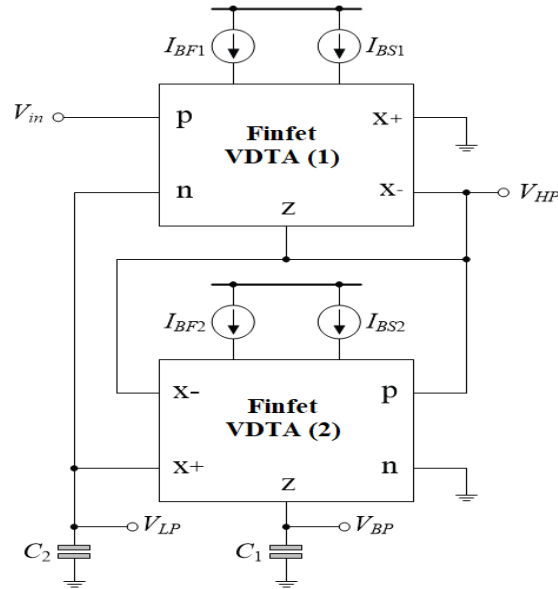 I_BF1 I_BS1
V_in p Finfet x+
VDTA (1)
n x- V_HP
z
I_BF2 I_BS2
x- Finfet p
VDTA (2)
x+ n
z
V_LP V_BP
C_2 C_1